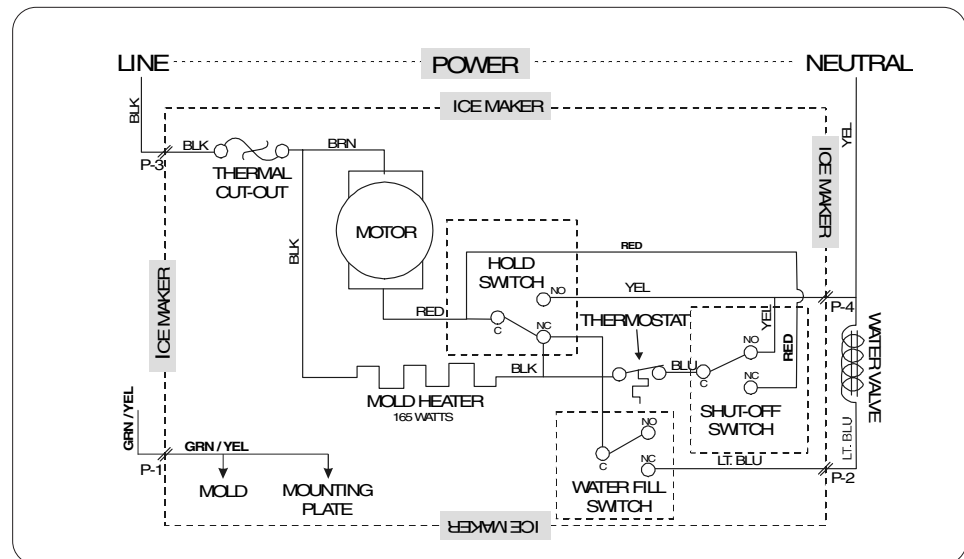 LINE
POWER
NEUTRAL
BLK
ICE MAKER
YEL
BLK
BRN
P-3
THERMAL
CUT-OUT
ICE MAKER
MOTOR
BLK
HOLD
SWITCH
RED
ICE MAKER
NO
YEL
P-4
RED
C
NC
THERMOSTAT
YEL
RED
WATER VALVE
NO
BLK
BLU
C
NC
MOLD HEATER
165 WATTS
SHUT-OFF
SWITCH
GRN/YEL
NO
LT. BLU
GRN/YEL
C
NC
LT. BLU
P-1
P-2
MOLD
MOUNTING
PLATE
WATER FILL
SWITCH
ICE MAKER